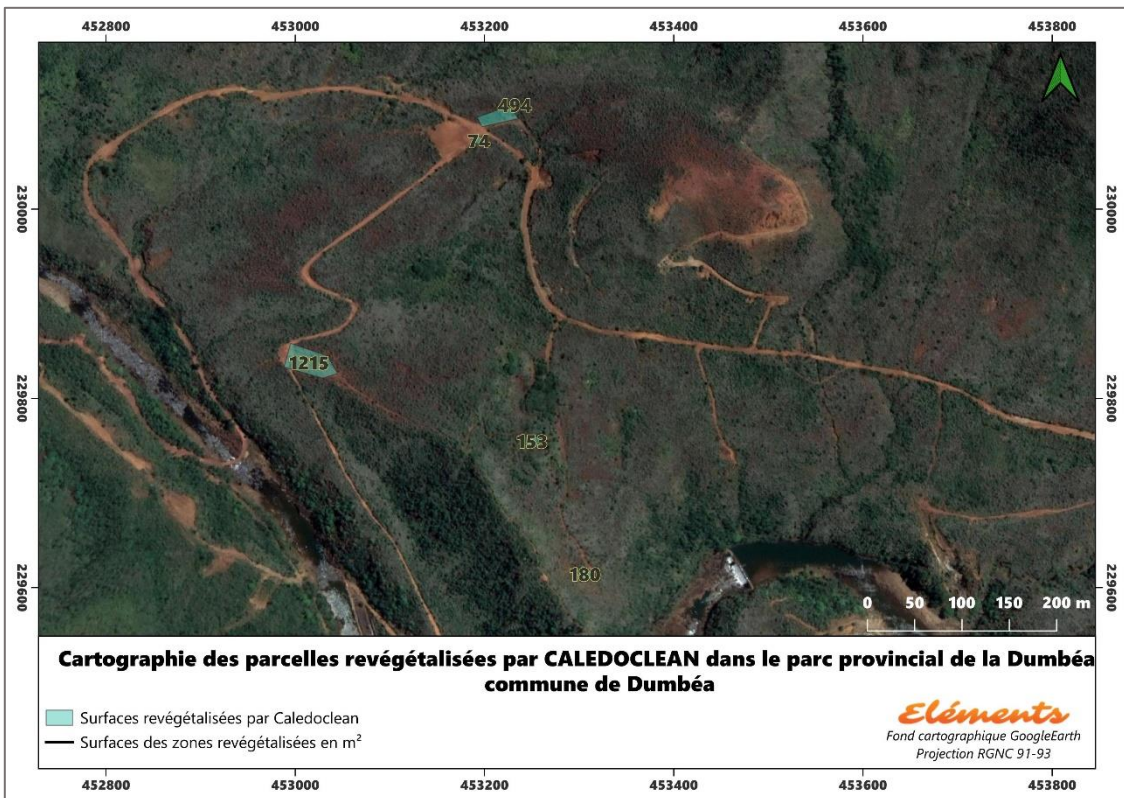 452800 453000 453200 453400 453600 453800
494
74
230000 230000
1215
229800 229800
153
180
229600 229600
0 50 100 150 200 m
Cartographie des parcelles revégétalisées par CALEDOCLEAN dans le parc provincial de la Dumbéa
commune de Dumbéa
Surfaces revégétalisées par Caledoclean
Surfaces des zones revégétalisées en m²
Eléments
Fond cartographique GoogleEarth
Projection RGNC 91-93
452800 453000 453200 453400 453600 453800